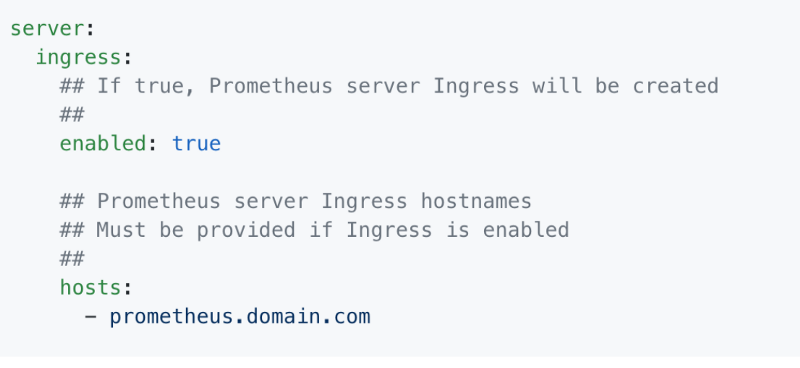 server:
  ingress:
    ## If true, Prometheus server Ingress will be created
    ##
    enabled: true

    ## Prometheus server Ingress hostnames
    ## Must be provided if Ingress is enabled
    ##
    hosts:
      - prometheus.domain.com